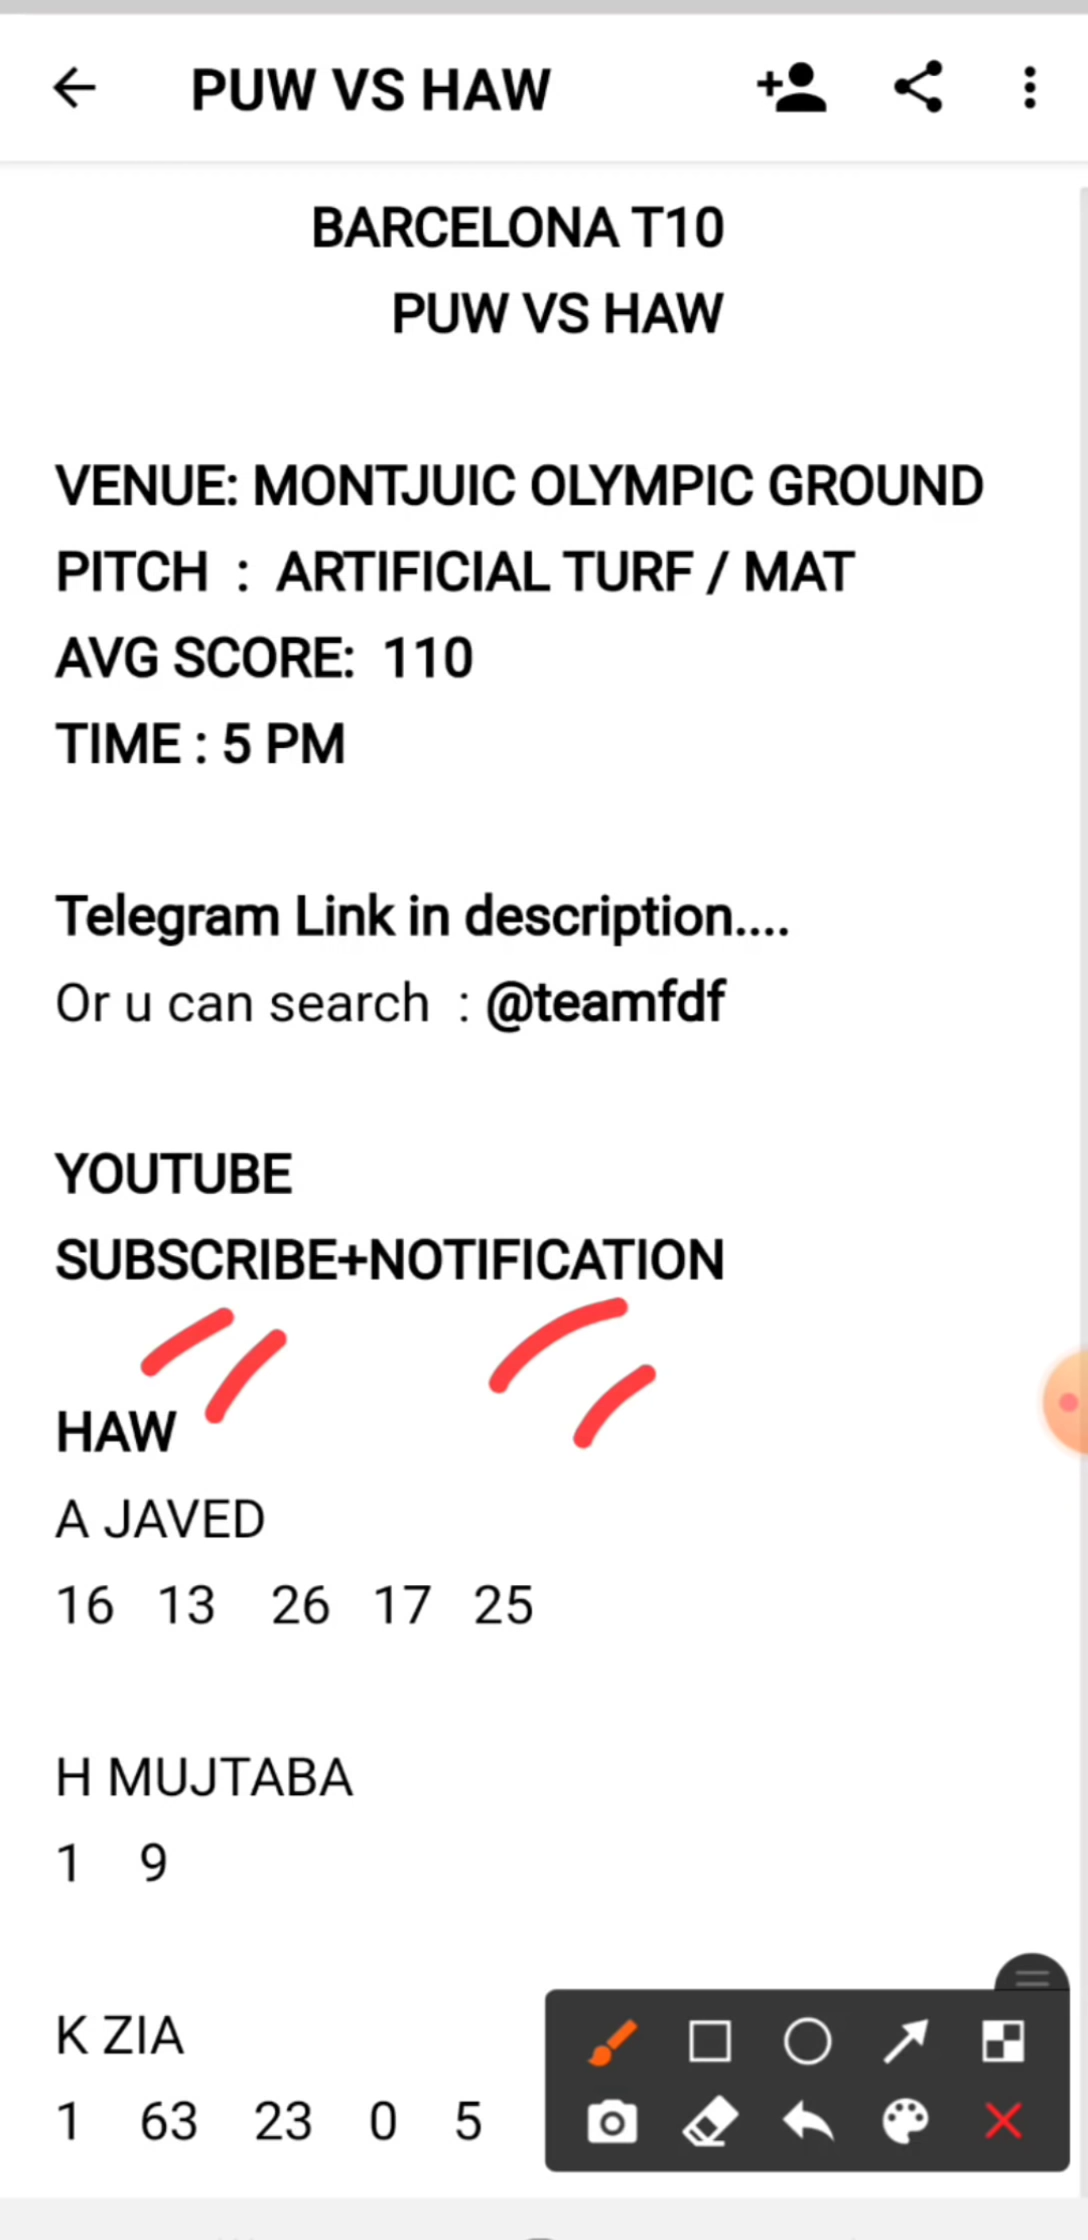 PUW VS HAW
BARCELONA T10
PUW VS HAW
VENUE: MONTJUIC OLYMPIC GROUND
PITCH : ARTIFICIAL TURF / MAT
AVG SCORE: 110
TIME : 5 PM
Telegram Link in description....
Or u can search : @teamfdf
YOUTUBE
SUBSCRIBE+NOTIFICATION
HAW
A JAVED
16 13 26 17 25
H MUJTABA
1 9
K ZIA
1 63 23 0 5